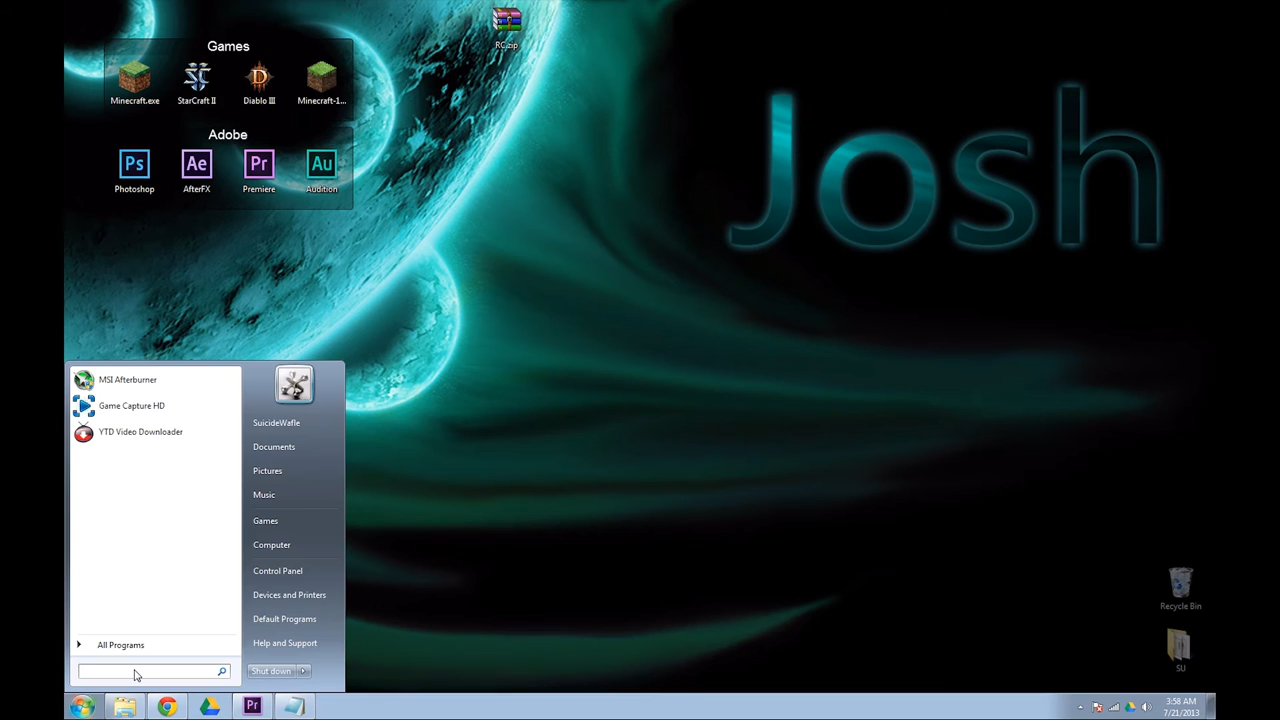 RC.zip
Games
Minecraft.exe
StarCraft II
Diablo III
Minecraft-1...
Adobe
Ps
Ae
Pr
Au
Photoshop
AfterFX
Premiere
Audition
Josh
MSI Afterburner
Game Capture HD
YTD Video Downloader
All Programs
SuicideWafle
Documents
Pictures
Music
Games
Computer
Control Panel
Devices and Printers
Default Programs
Help and Support
Shut down
Recycle Bin
SU
Pr
3:58 AM
7/21/2013